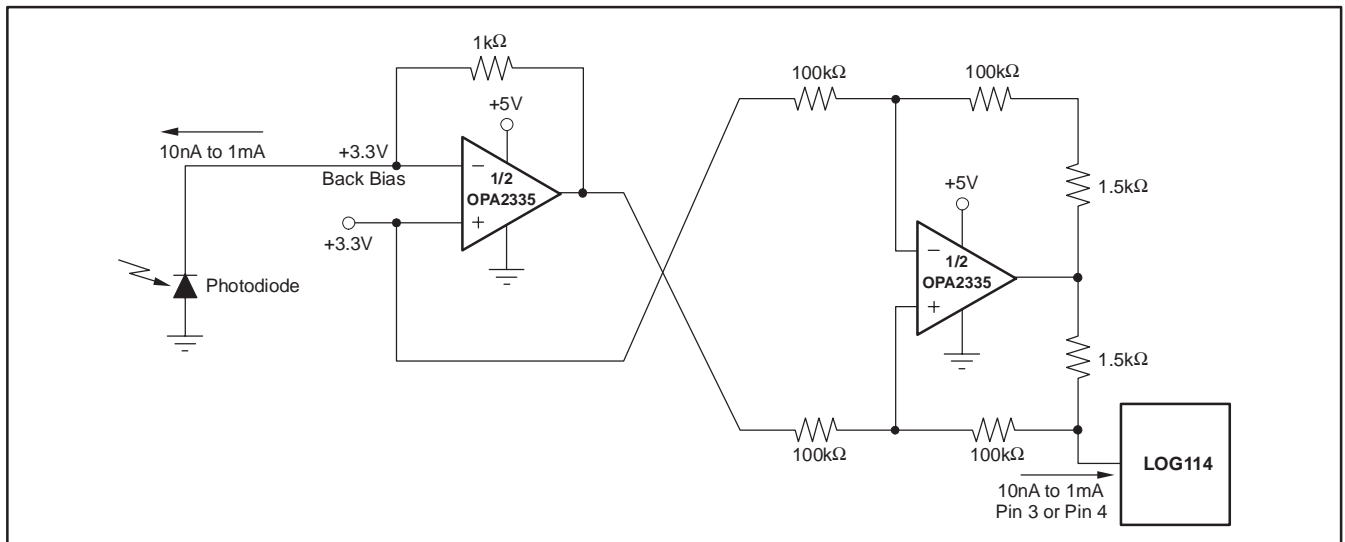 1kΩ
+5V
10nA to 1mA
+3.3V
Back Bias
−
1/2
OPA2335
+
+3.3V
Photodiode
100kΩ
100kΩ
1.5kΩ
+5V
−
1/2
OPA2335
+
1.5kΩ
100kΩ
100kΩ
LOG114
10nA to 1mA
Pin 3 or Pin 4